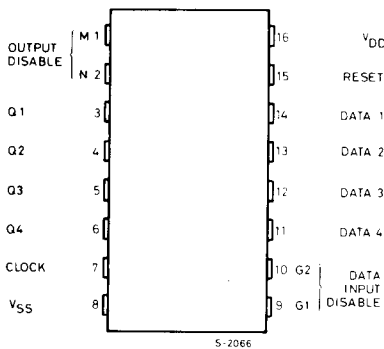 OUTPUT
DISABLE
M 1
N 2
Q1 3
Q2 4
Q3 5
Q4 6
CLOCK 7
VSS 8
16 VDD
15 RESET
14 DATA 1
13 DATA 2
12 DATA 3
11 DATA 4
10 G2
9 G1
DATA
INPUT
DISABLE
S-2066